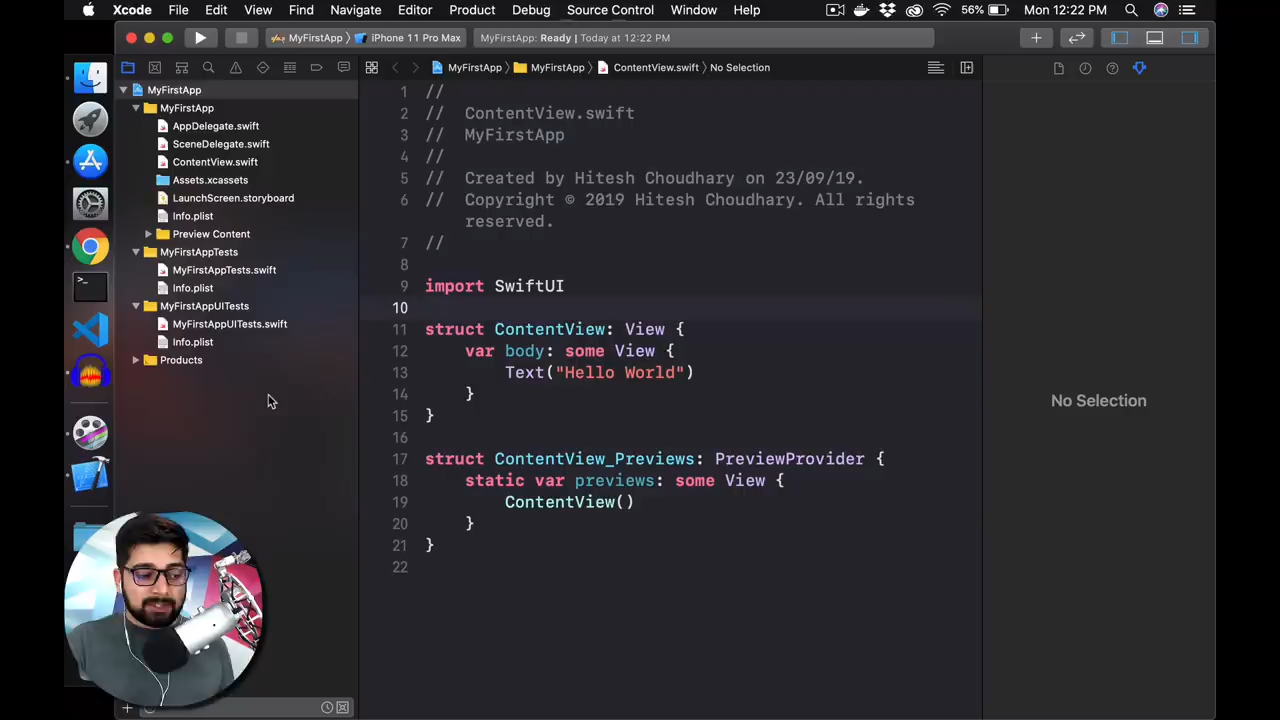 Xcode File Edit View Find Navigate Editor Product Debug Source Control Window Help 56% Mon 12:22 PM
MyFirstApp iPhone 11 Pro Max MyFirstApp: Ready | Today at 12:22 PM
MyFirstApp MyFirstApp ContentView.swift No Selection
MyFirstApp
MyFirstApp
AppDelegate.swift
SceneDelegate.swift
ContentView.swift
Assets.xcassets
LaunchScreen.storyboard
Info.plist
Preview Content
MyFirstAppTests
MyFirstAppTests.swift
Info.plist
MyFirstAppUITests
MyFirstAppUITests.swift
Info.plist
Products
1 //
2 // ContentView.swift
3 // MyFirstApp
4 //
5 // Created by Hitesh Choudhary on 23/09/19.
6 // Copyright © 2019 Hitesh Choudhary. All rights
reserved.
7 //
8
9 import SwiftUI
10
11 struct ContentView: View {
12 var body: some View {
13 Text("Hello World")
14 }
15 }
16
17 struct ContentView_Previews: PreviewProvider {
18 static var previews: some View {
19 ContentView()
20 }
21 }
22
No Selection